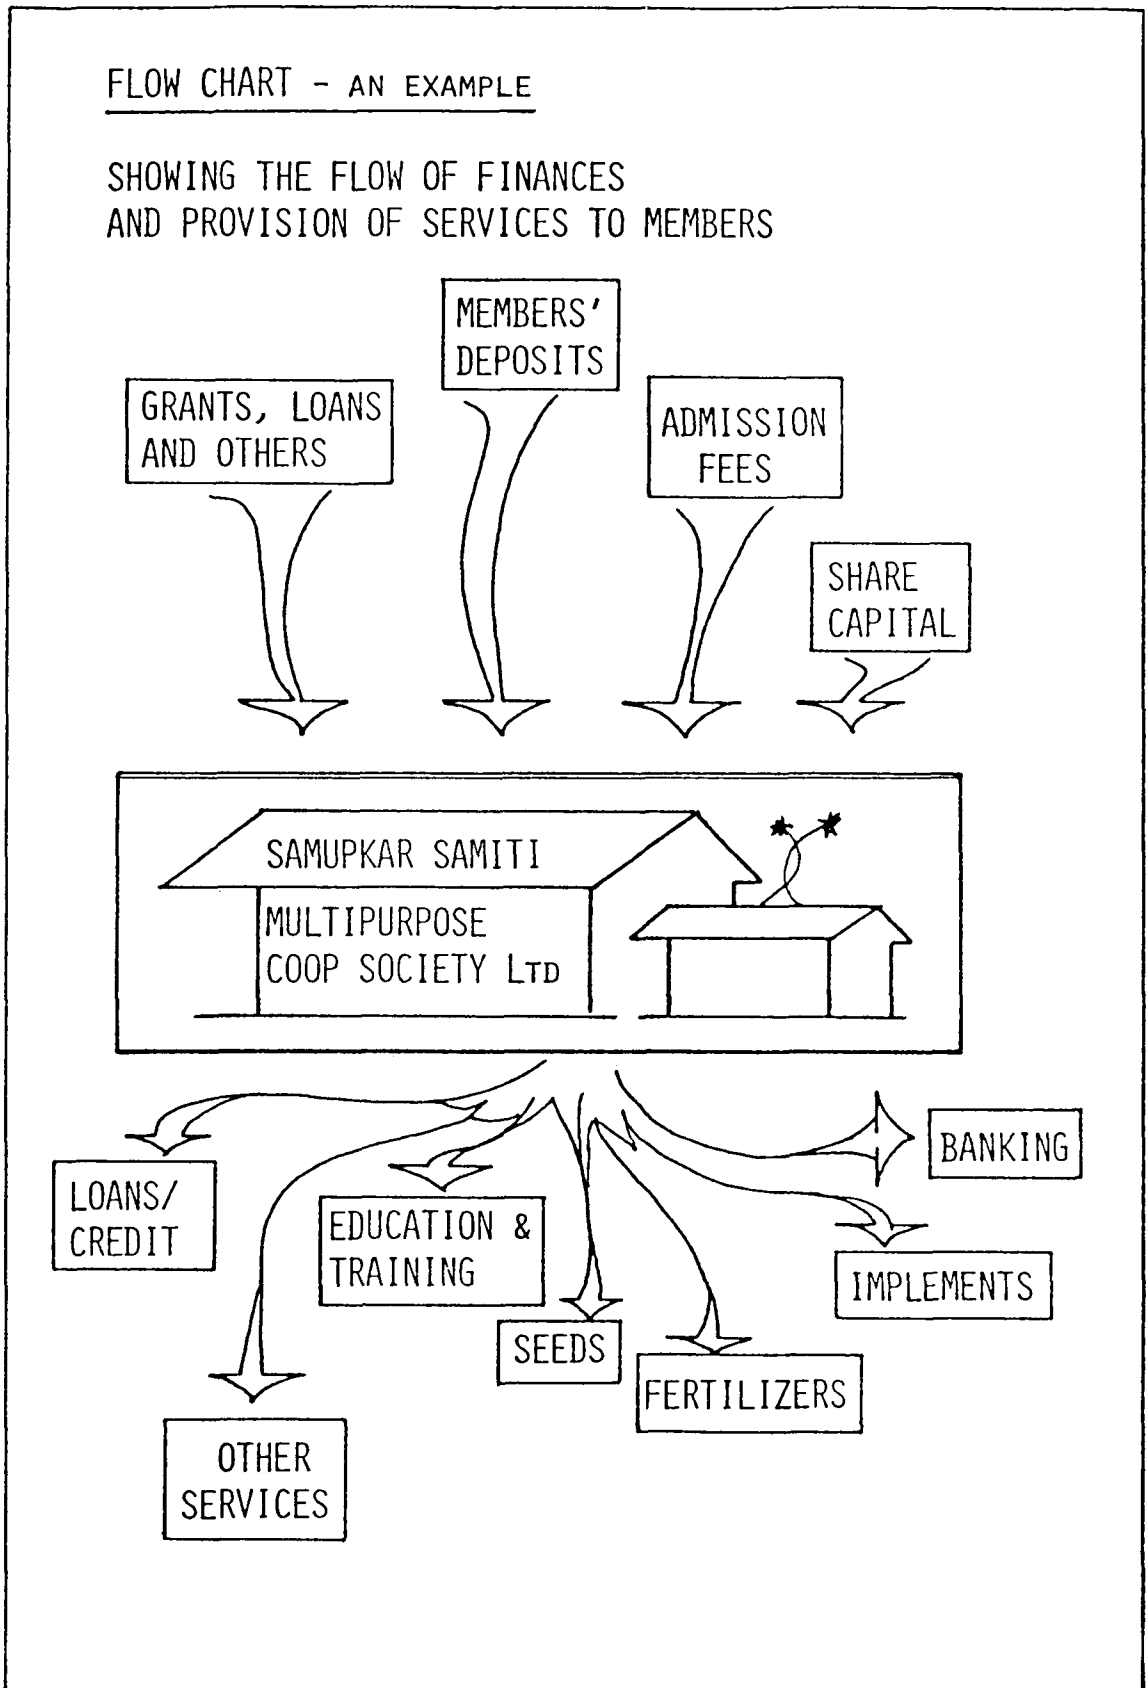 FLOW CHART - AN EXAMPLE
SHOWING THE FLOW OF FINANCES
AND PROVISION OF SERVICES TO MEMBERS
MEMBERS'
DEPOSITS
GRANTS, LOANS
AND OTHERS
ADMISSION
FEES
SHARE
CAPITAL
SAMUPKAR SAMITI
MULTIPURPOSE
COOP SOCIETY LTD
BANKING
LOANS/
CREDIT
EDUCATION &
TRAINING
IMPLEMENTS
SEEDS
FERTILIZERS
OTHER
SERVICES